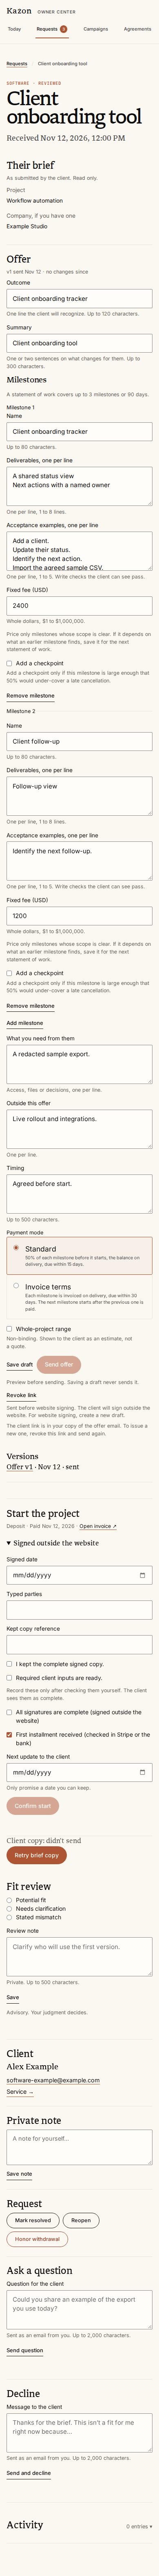 Kazon OWNER CENTER
Today Requests 3 Campaigns Agreements
Requests Client onboarding tool
SOFTWARE · REVIEWED
Client
onboarding tool
Received Nov 12, 2026, 12:00 PM
Their brief
As submitted by the client. Read only.
Project
Workflow automation
Company, if you have one
Example Studio
Offer
v1 sent Nov 12 · no changes since
Outcome
Client onboarding tracker
One line the client will recognize. Up to 120 characters.
Summary
Client onboarding tool
One or two sentences on what changes for them. Up to
300 characters.
Milestones
A statement of work covers up to 3 milestones or 90 days.
Milestone 1
Name
Client onboarding tracker
Up to 80 characters.
Deliverables, one per line
A shared status view
Next actions with a named owner
One per line, 1 to 8 lines.
Acceptance examples, one per line
Add a client.
Update their status.
Identify the next action.
Import the agreed sample CSV.
One per line, 1 to 5. Write checks the client can see pass.
Fixed fee (USD)
2400
Whole dollars, $1 to $1,000,000.
Price only milestones whose scope is clear. If it depends on
what an earlier milestone finds, save it for the next
statement of work.
Add a checkpoint
Add a checkpoint only if this milestone is large enough that
50% would under-cover a late cancellation.
Remove milestone
Milestone 2
Name
Client follow-up
Up to 80 characters.
Deliverables, one per line
Follow-up view
One per line, 1 to 8 lines.
Acceptance examples, one per line
Identify the next follow-up.
One per line, 1 to 5. Write checks the client can see pass.
Fixed fee (USD)
1200
Whole dollars, $1 to $1,000,000.
Price only milestones whose scope is clear. If it depends on
what an earlier milestone finds, save it for the next
statement of work.
Add a checkpoint
Add a checkpoint only if this milestone is large enough that
50% would under-cover a late cancellation.
Remove milestone
Add milestone
What you need from them
A redacted sample export.
Access, files or decisions, one per line.
Outside this offer
Live rollout and integrations.
One per line.
Timing
Agreed before start.
Up to 500 characters.
Payment mode
Standard
50% of each milestone before it starts, the balance on
delivery, due within 15 days.
Invoice terms
Each milestone is invoiced on delivery, due within 30
days. The next milestone starts after the previous one is
paid.
Whole-project range
Non-binding. Shown to the client as an estimate, not
a quote.
Save draft Send offer
Preview before sending. Saving a draft never sends it.
Revoke link
Sent before website signing. The client will sign outside the
website. For website signing, create a new draft.
The client link is in your copy of the offer email. To issue a
new one, revoke this link and send again.
Versions
Offer v1 · Nov 12 · sent
Start the project
Deposit · Paid Nov 12, 2026 · Open invoice ↗
▼ Signed outside the website
Signed date
mm/dd/yyyy
Typed parties
Kept copy reference
I kept the complete signed copy.
Required client inputs are ready.
Record these only after checking them yourself. The client
sees them as complete.
All signatures are complete (signed outside the
website)
First installment received (checked in Stripe or the
bank)
Next update to the client
mm/dd/yyyy
Only promise a date you can keep.
Confirm start
Client copy: didn't send
Retry brief copy
Fit review
Potential fit
Needs clarification
Stated mismatch
Review note
Clarify who will use the first version.
Private. Up to 500 characters.
Save
Advisory. Your judgment decides.
Client
Alex Example
software-example@example.com
Service →
Private note
A note for yourself...
Save note
Request
Mark resolved Reopen
Honor withdrawal
Ask a question
Question for the client
Could you share an example of the export
you use today?
Sent as an email from you. Up to 2,000 characters.
Send question
Decline
Message to the client
Thanks for the brief. This isn't a fit for me
right now because...
Sent as an email from you. Up to 2,000 characters.
Send and decline
Activity 0 entries ▾